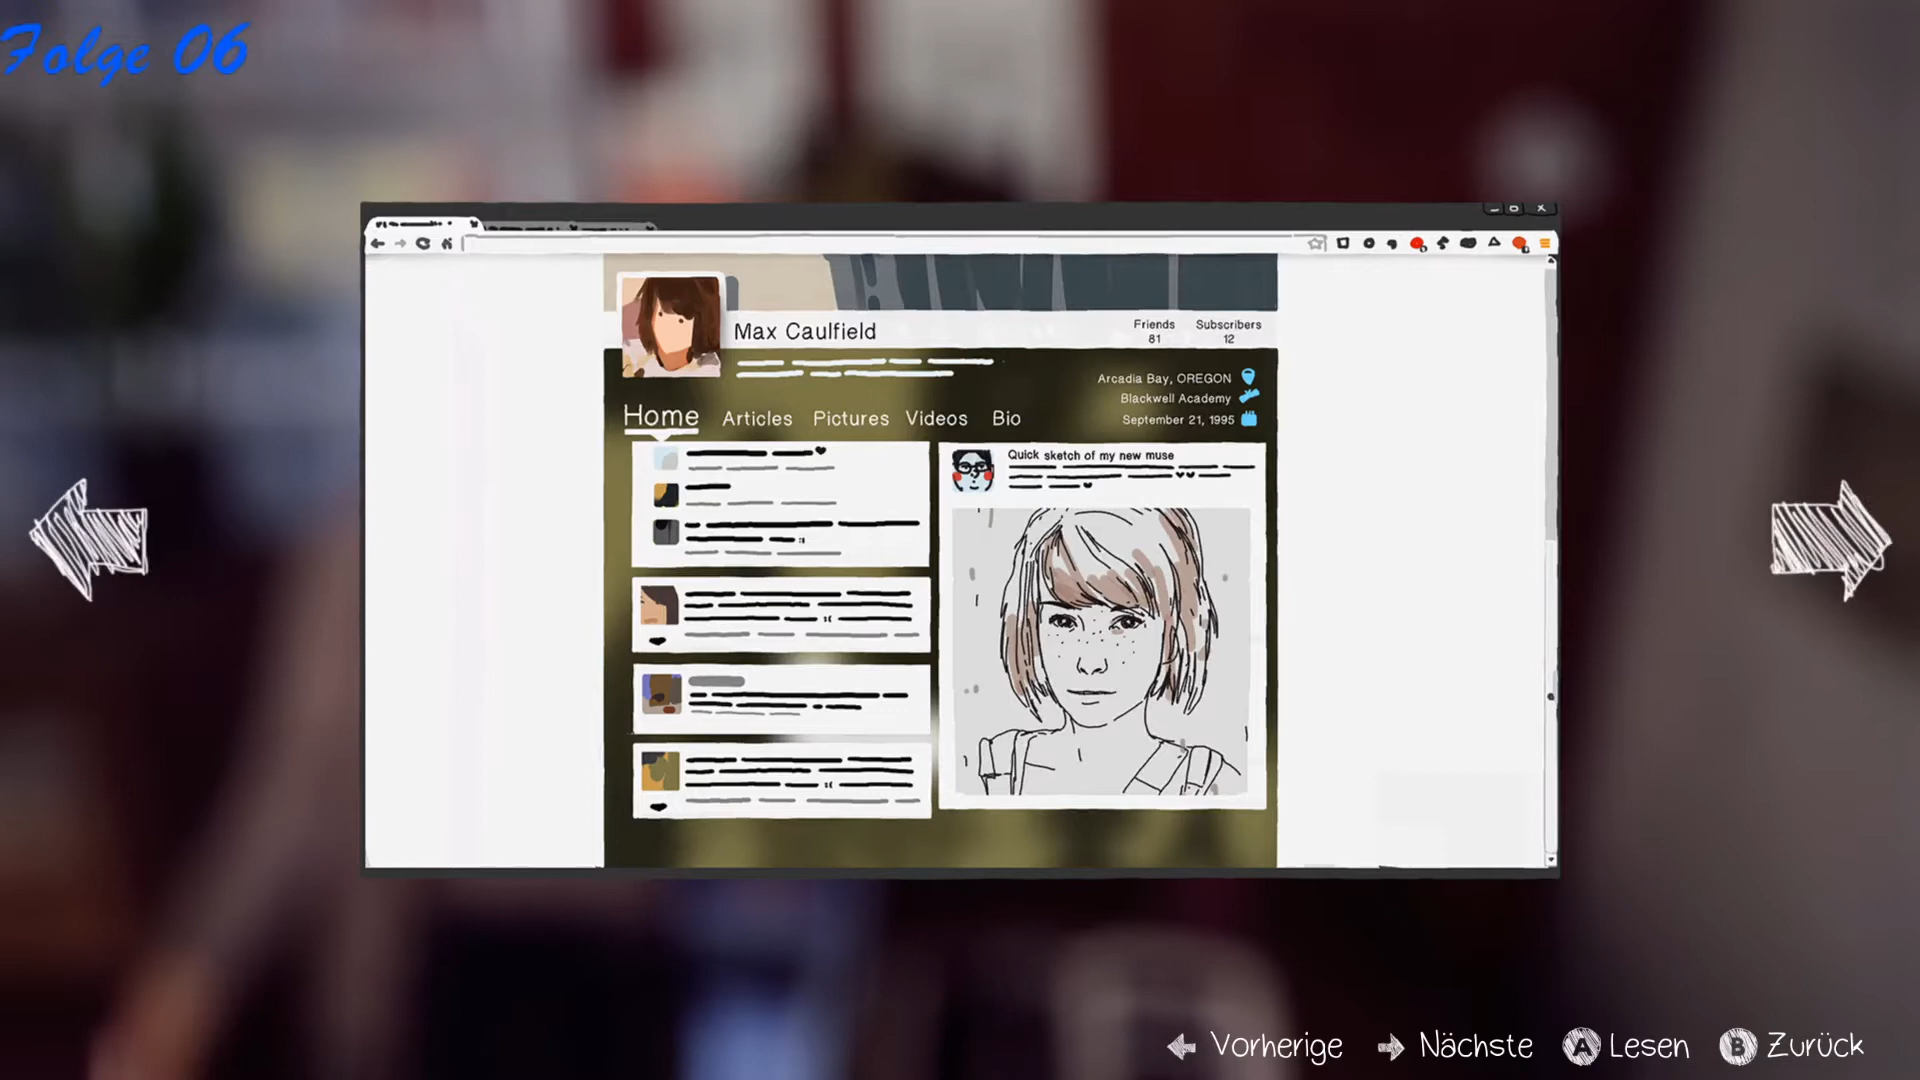 Folge 06
Max Caulfield
Friends
81
Subscribers
12
Arcadia Bay, OREGON
Blackwell Academy
September 21, 1995
Home Articles Pictures Videos Bio
Quick sketch of my new muse
Vorherige Nächste A Lesen B Zurück